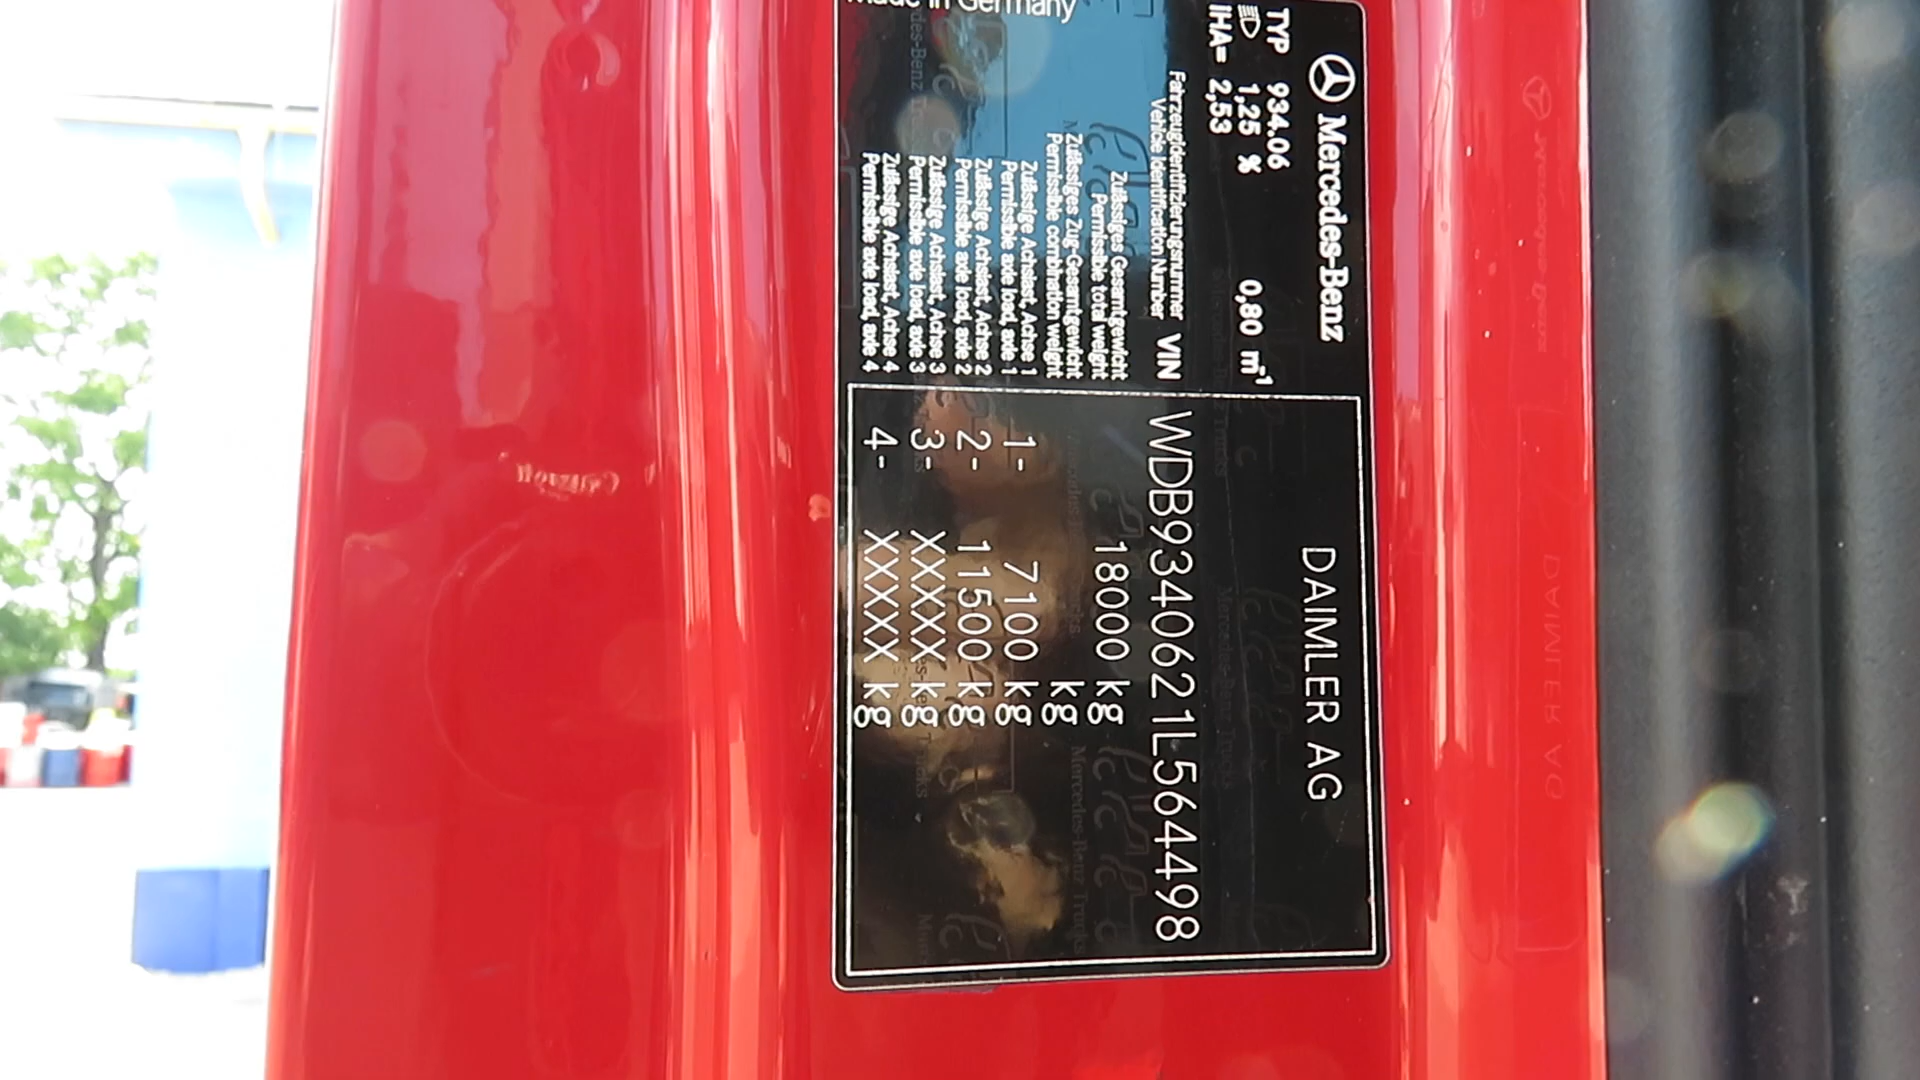 Mercedes-Benz
DAIMLER AG
TYP 934.06
1,25 % 0,80 m⁻¹
IHA= 2,53
Fahrzeugidentifizierungsnummer
Vehicle Identification Number VIN WDB9340621L564498
Zulässiges Gesamtgewicht
Permissible total weight 18000 kg
Zulässiges Zug-Gesamtgewicht
Permissible combination weight kg
Zulässige Achslast, Achse 1
Permissible axle load, axle 1 1- 7100 kg
Zulässige Achslast, Achse 2
Permissible axle load, axle 2 2- 11500 kg
Zulässige Achslast, Achse 3
Permissible axle load, axle 3 3- XXXXX kg
Zulässige Achslast, Achse 4
Permissible axle load, axle 4 4- XXXXX kg
Made in Germany